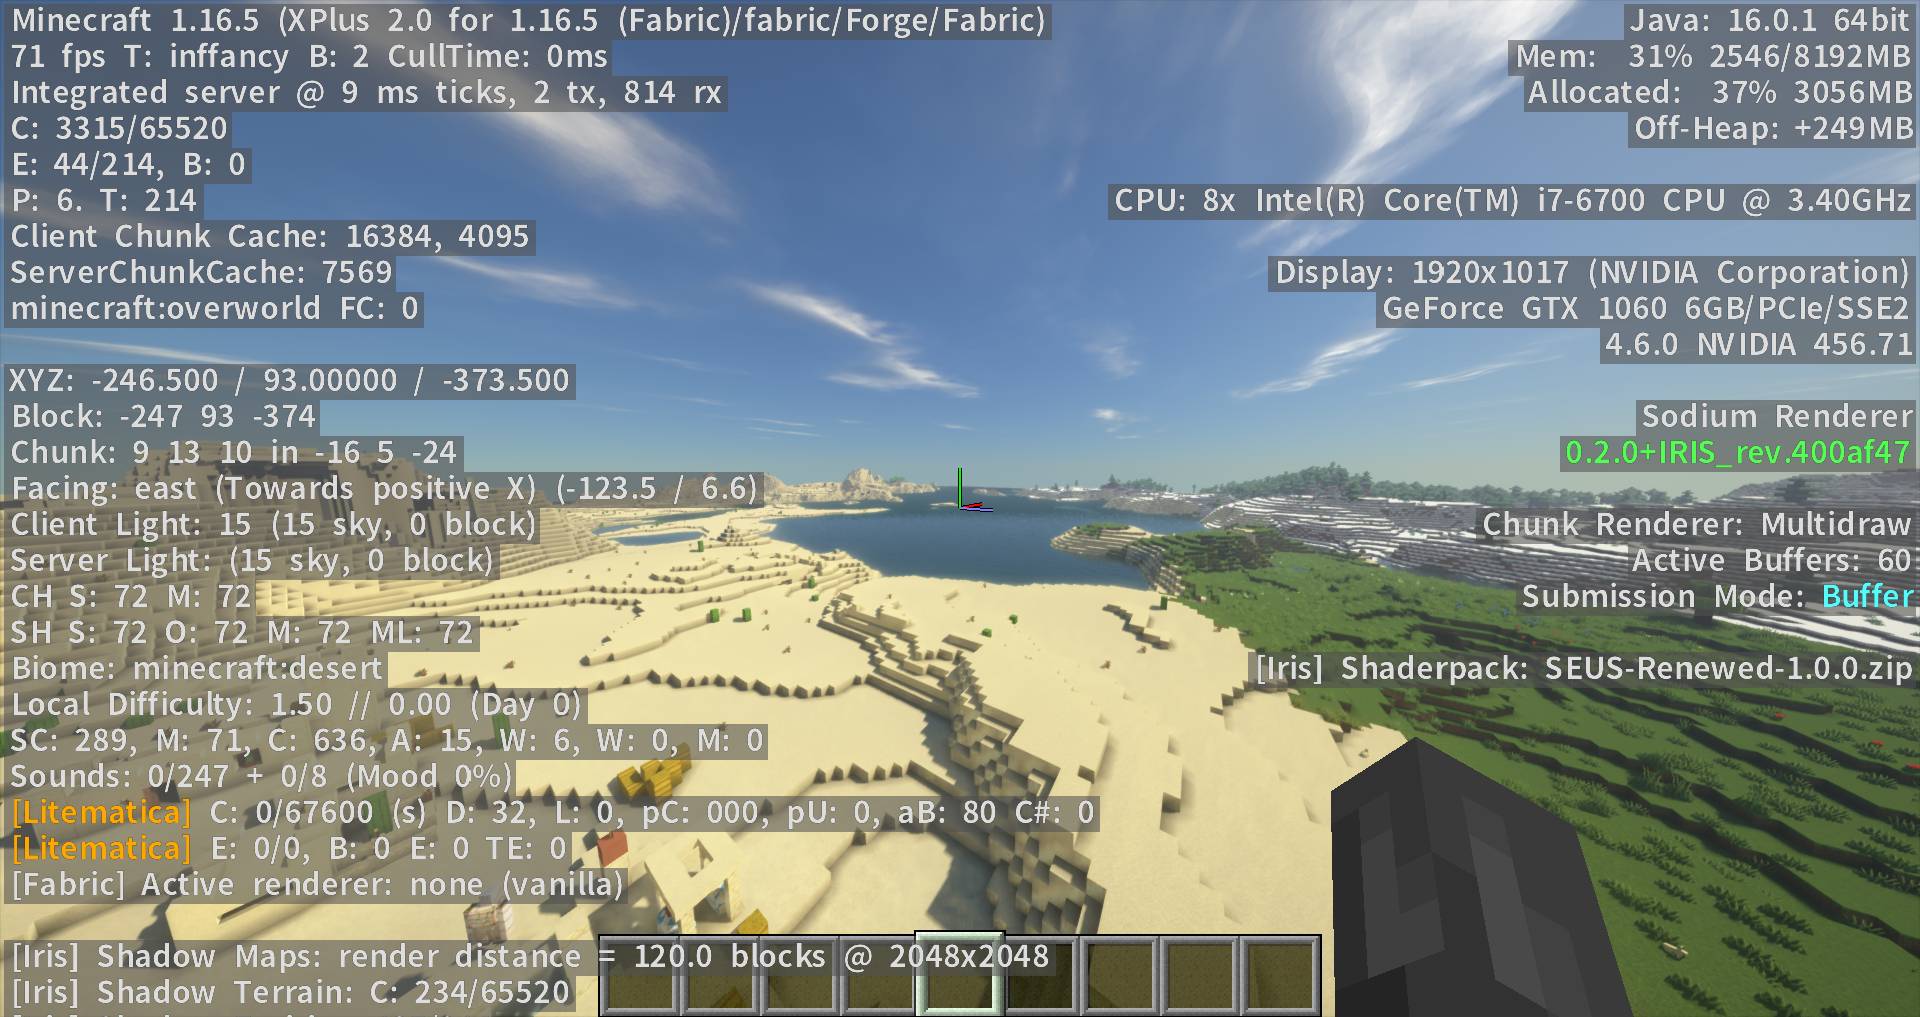 Minecraft 1.16.5 (XPlus 2.0 for 1.16.5 (Fabric)/fabric/Forge/Fabric)
71 fps T: inffancy B: 2 CullTime: 0ms
Integrated server @ 9 ms ticks, 2 tx, 814 rx
C: 3315/65520
E: 44/214, B: 0
P: 6. T: 214
Client Chunk Cache: 16384, 4095
ServerChunkCache: 7569
minecraft:overworld FC: 0
XYZ: -246.500 / 93.00000 / -373.500
Block: -247 93 -374
Chunk: 9 13 10 in -16 5 -24
Facing: east (Towards positive X) (-123.5 / 6.6)
Client Light: 15 (15 sky, 0 block)
Server Light: (15 sky, 0 block)
CH S: 72 M: 72
SH S: 72 O: 72 M: 72 ML: 72
Biome: minecraft:desert
Local Difficulty: 1.50 // 0.00 (Day 0)
SC: 289, M: 71, C: 636, A: 15, W: 6, W: 0, M: 0
Sounds: 0/247 + 0/8 (Mood 0%)
[Litematica] C: 0/67600 (s) D: 32, L: 0, pC: 000, pU: 0, aB: 80 C#: 0
[Litematica] E: 0/0, B: 0 E: 0 TE: 0
[Fabric] Active renderer: none (vanilla)
[Iris] Shadow Maps: render distance = 120.0 blocks @ 2048x2048
[Iris] Shadow Terrain: C: 234/65520
Java: 16.0.1 64bit
Mem: 31% 2546/8192MB
Allocated: 37% 3056MB
Off-Heap: +249MB
CPU: 8x Intel(R) Core(TM) i7-6700 CPU @ 3.40GHz
Display: 1920x1017 (NVIDIA Corporation)
GeForce GTX 1060 6GB/PCIe/SSE2
4.6.0 NVIDIA 456.71
Sodium Renderer
0.2.0+IRIS_rev.400af47
Chunk Renderer: Multidraw
Active Buffers: 60
Submission Mode: Buffer
[Iris] Shaderpack: SEUS-Renewed-1.0.0.zip